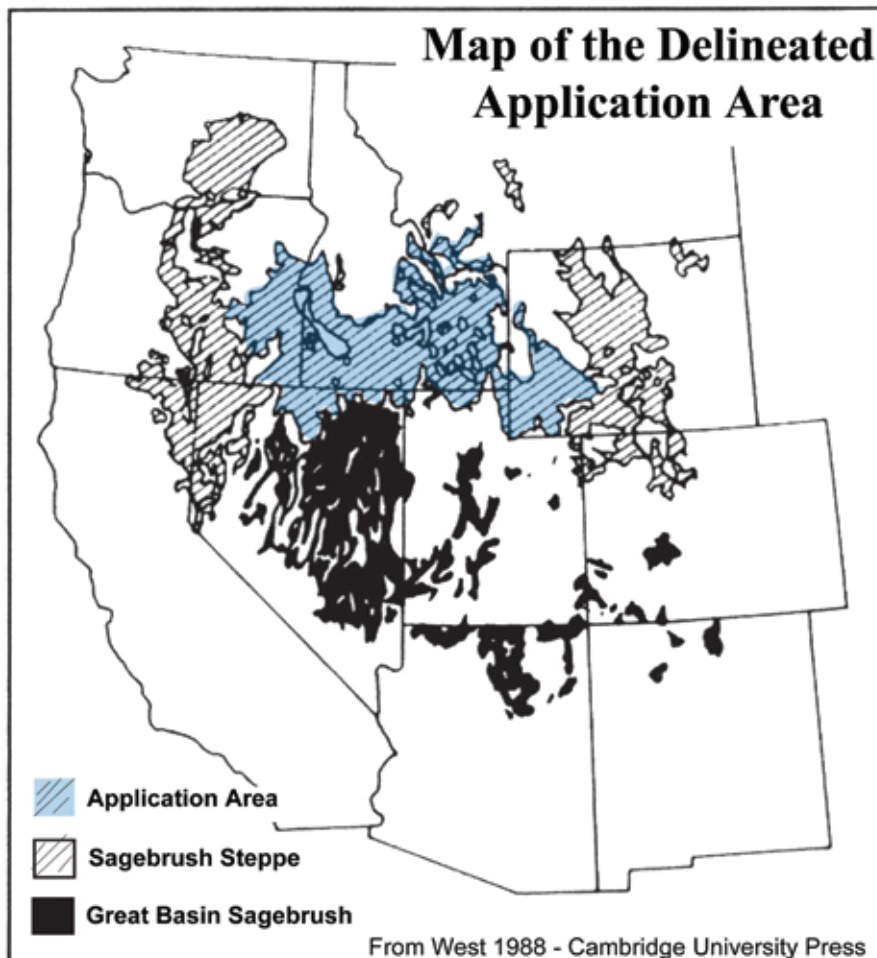 Map of the Delineated
Application Area
Application Area
Sagebrush Steppe
Great Basin Sagebrush
From West 1988 - Cambridge University Press